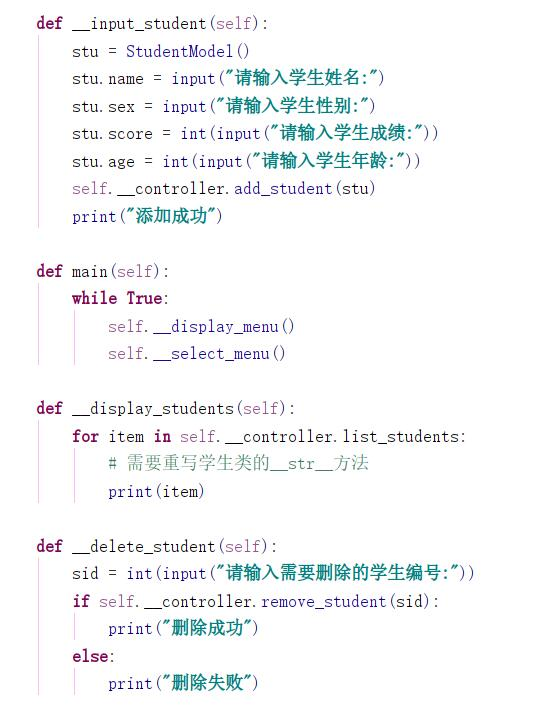 def __input_student(self):
    stu = StudentModel()
    stu.name = input("请输入学生姓名:")
    stu.sex = input("请输入学生性别:")
    stu.score = int(input("请输入学生成绩:"))
    stu.age = int(input("请输入学生年龄:"))
    self.__controller.add_student(stu)
    print("添加成功")

def main(self):
    while True:
        self.__display_menu()
        self.__select_menu()

def __display_students(self):
    for item in self.__controller.list_students:
        # 需要重写学生类的__str__方法
        print(item)

def __delete_student(self):
    sid = int(input("请输入需要删除的学生编号:"))
    if self.__controller.remove_student(sid):
        print("删除成功")
    else:
        print("删除失败")